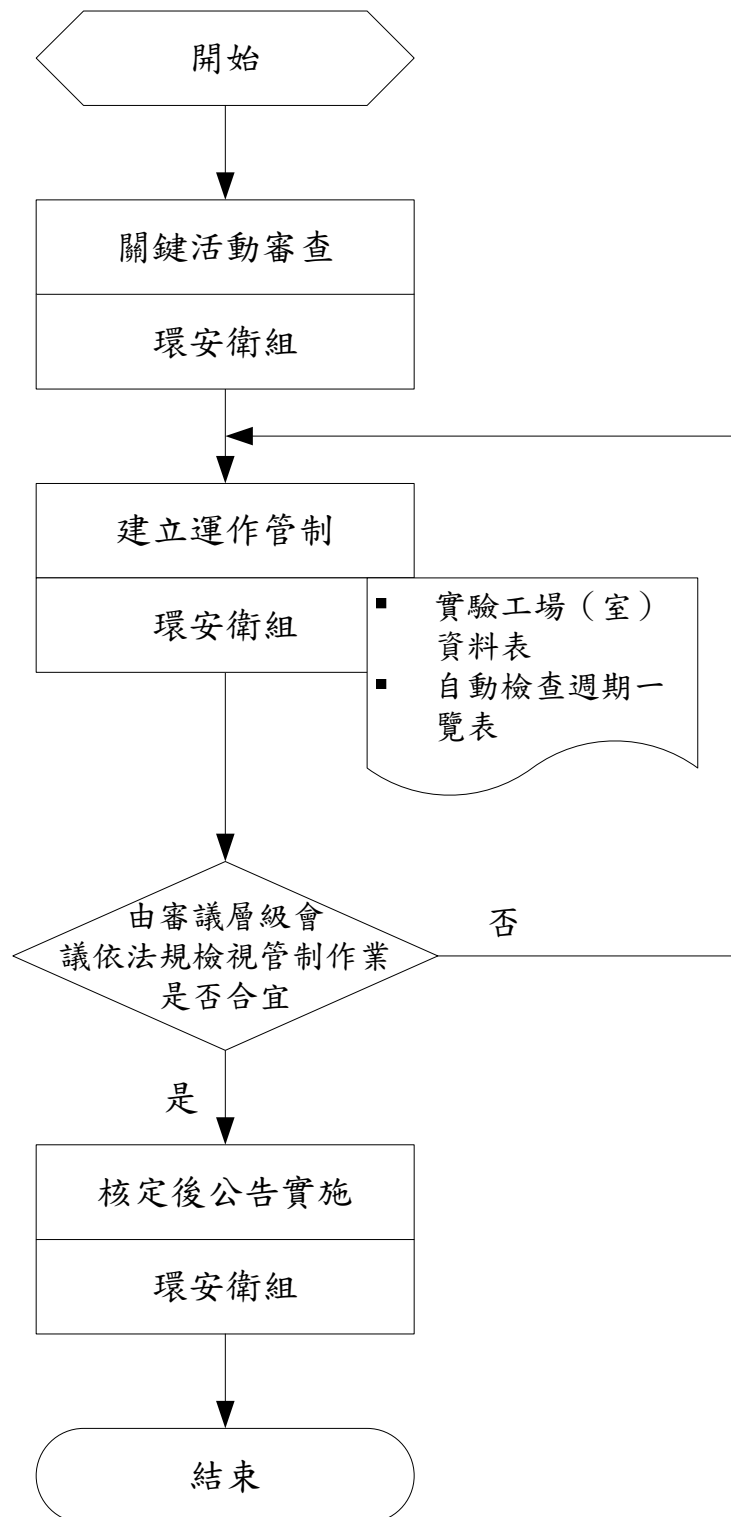 開始
關鍵活動審查
環安衛組
建立運作管制
環安衛組
■ 實驗工場（室）
資料表
■ 自動檢查週期一
覽表
由審議層級會
議依法規檢視管制作業
是否合宜
否
是
核定後公告實施
環安衛組
結束